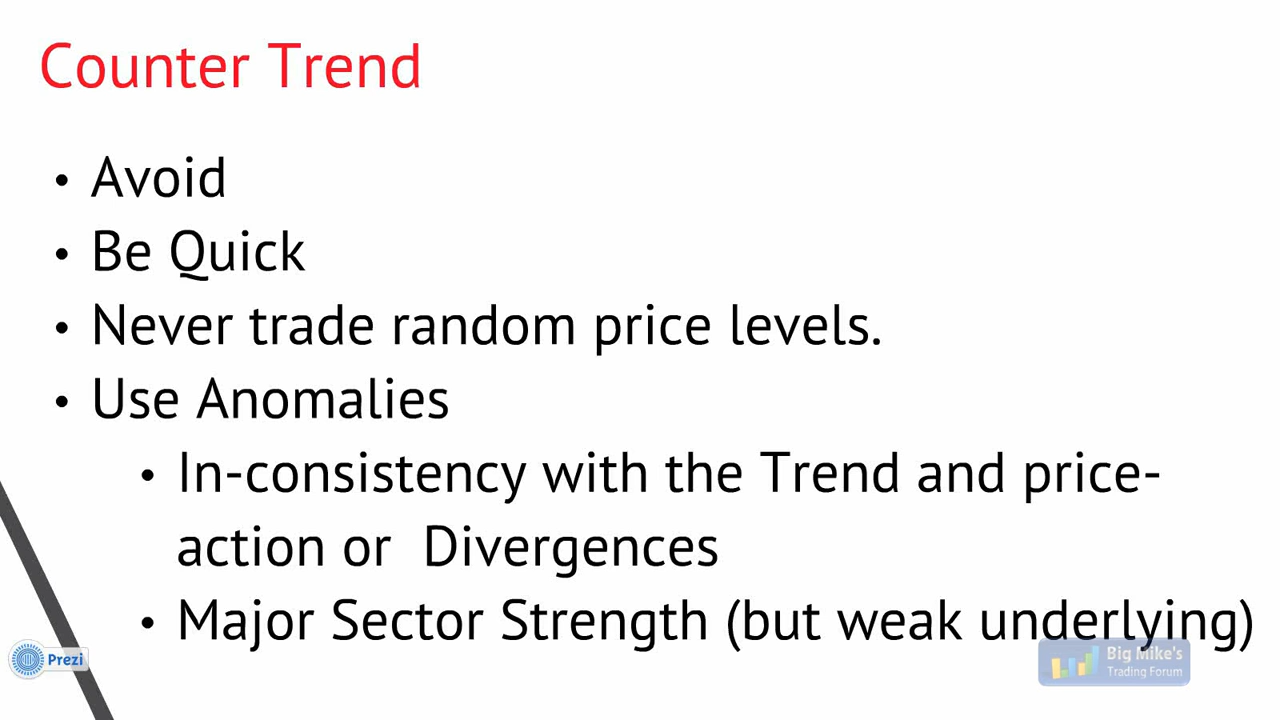 Counter Trend
• Avoid
• Be Quick
• Never trade random price levels.
• Use Anomalies
• In-consistency with the Trend and price-
action or  Divergences
• Major Sector Strength (but weak underlying)
Prezi
Big Mike's
Trading Forum